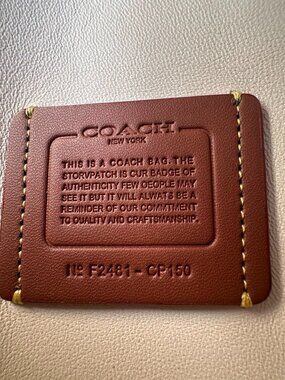 COACH
NEW YORK
THIS IS A COACH BAG. THE
STORYPATCH IS OUR BADGE OF
AUTHENTICITY FEW PEOPLE MAY
SEE IT BUT IT WILL ALWAYS BE A
REMINDER OF OUR COMMITMENT
TO QUALITY AND CRAFTSMANSHIP.
Nº F2481 - CP150